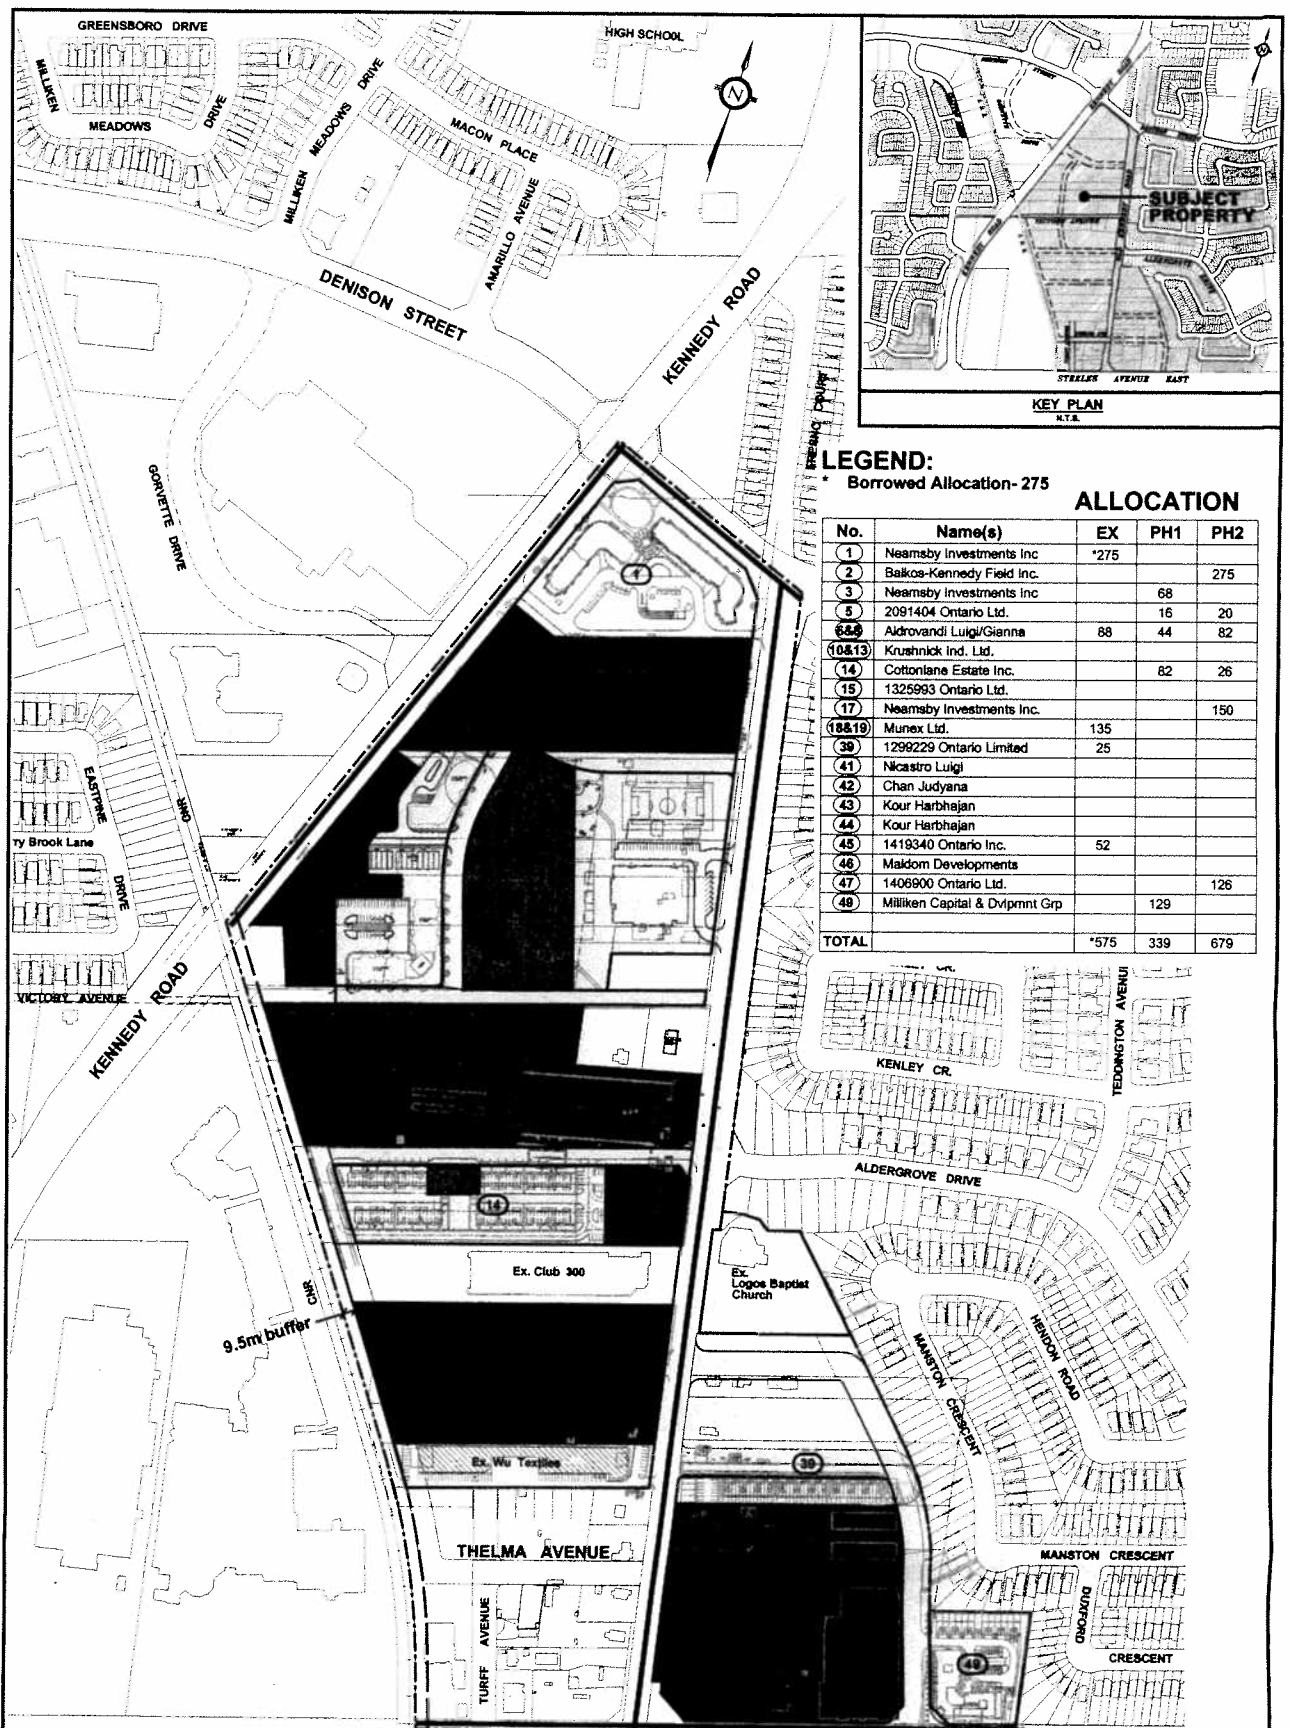 GREENSBORO DRIVE
MILLIKEN
MEADOWS
DRIVE
MILLIKEN MEADOWS DRIVE
MACON PLACE
AMARILLO AVENUE
HIGH SCHOOL
N
DENISON STREET
KENNEDY ROAD
GORVETTE DRIVE
SUBJECT
PROPERTY
STEELES AVENUE EAST
KEY PLAN
N.T.S.
LEGEND:
* Borrowed Allocation- 275
ALLOCATION
No. Name(s) EX PH1 PH2
1 Neamsby Investments Inc *275
2 Balkos-Kennedy Field Inc. 275
3 Neamsby Investments Inc 68
5 2091404 Ontario Ltd. 16 20
Aldrovandi Luigi/Gianna 88 44 82
10&13 Krushnick Ind. Ltd.
14 Cottonlane Estate Inc. 82 26
15 1325993 Ontario Ltd.
17 Neamsby Investments Inc. 150
18&19 Munex Ltd. 135
39 1299229 Ontario Limited 25
41 Nicastro Luigi
42 Chan Judyana
43 Kour Harbhajan
44 Kour Harbhajan
45 1419340 Ontario Inc. 52
46 Maldom Developments
47 1406900 Ontario Ltd. 126
49 Milliken Capital & Dvlpmnt Grp 129
TOTAL *575 339 679
EASTPINE
DRIVE
CNR
ry Brook Lane
VICTORY AVENUE
KENNEDY ROAD
KENLEY CR.
TEDDINGTON AVENU
ALDERGROVE DRIVE
14
Ex. Club 300
Ex.
Logos Baptist
Church
CNR
9.5m buffer
MANSTON CRESCENT
HENDON ROAD
Ex. Wu Textiles
39
THELMA AVENUE
TURFF AVENUE
MANSTON CRESCENT
DUXFORD
CRESCENT
49